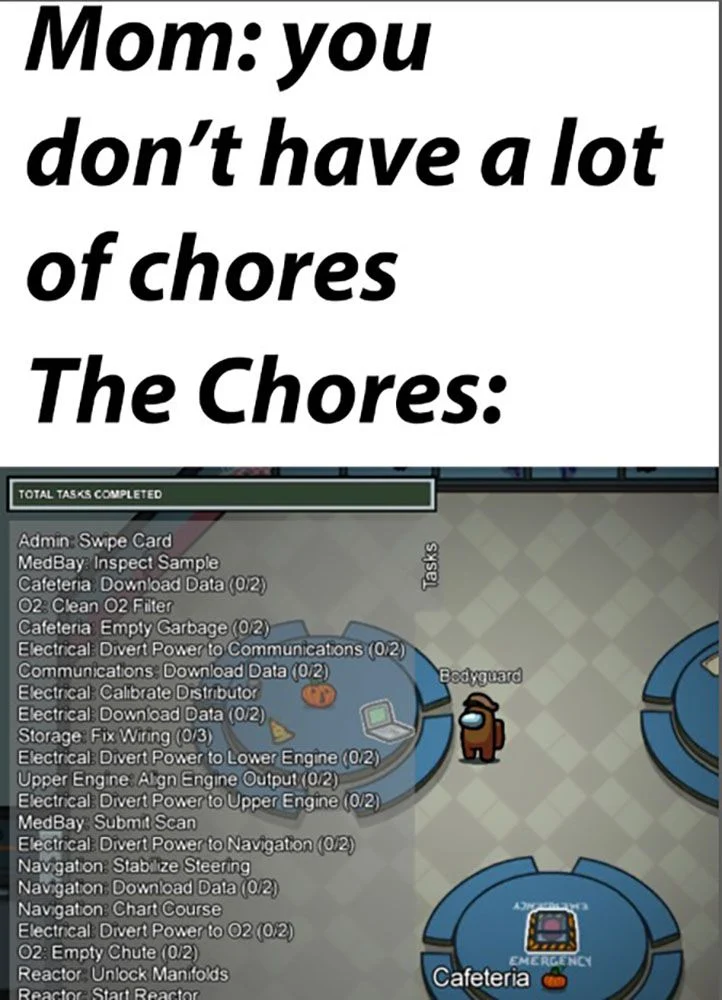 Mom: you
don't have a lot
of chores
The Chores:
TOTAL TASKS COMPLETED
Admin: Swipe Card
MedBay: Inspect Sample
Cafeteria: Download Data (0/2)
O2: Clean O2 Filter
Cafeteria: Empty Garbage (0/2)
Electrical: Divert Power to Communications (0/2)
Communications: Download Data (0/2)
Electrical: Calibrate Distributor
Electrical: Download Data (0/2)
Storage: Fix Wiring (0/3)
Electrical: Divert Power to Lower Engine (0/2)
Upper Engine: Align Engine Output (0/2)
Electrical: Divert Power to Upper Engine (0/2)
MedBay: Submit Scan
Electrical: Divert Power to Navigation (0/2)
Navigation: Stabilize Steering
Navigation: Download Data (0/2)
Navigation: Chart Course
Electrical: Divert Power to O2 (0/2)
O2: Empty Chute (0/2)
Reactor: Unlock Manifolds
Reactor: Start Reactor
Tasks
Bodyguard
EMERGENCY
EMERGENCY
Cafeteria